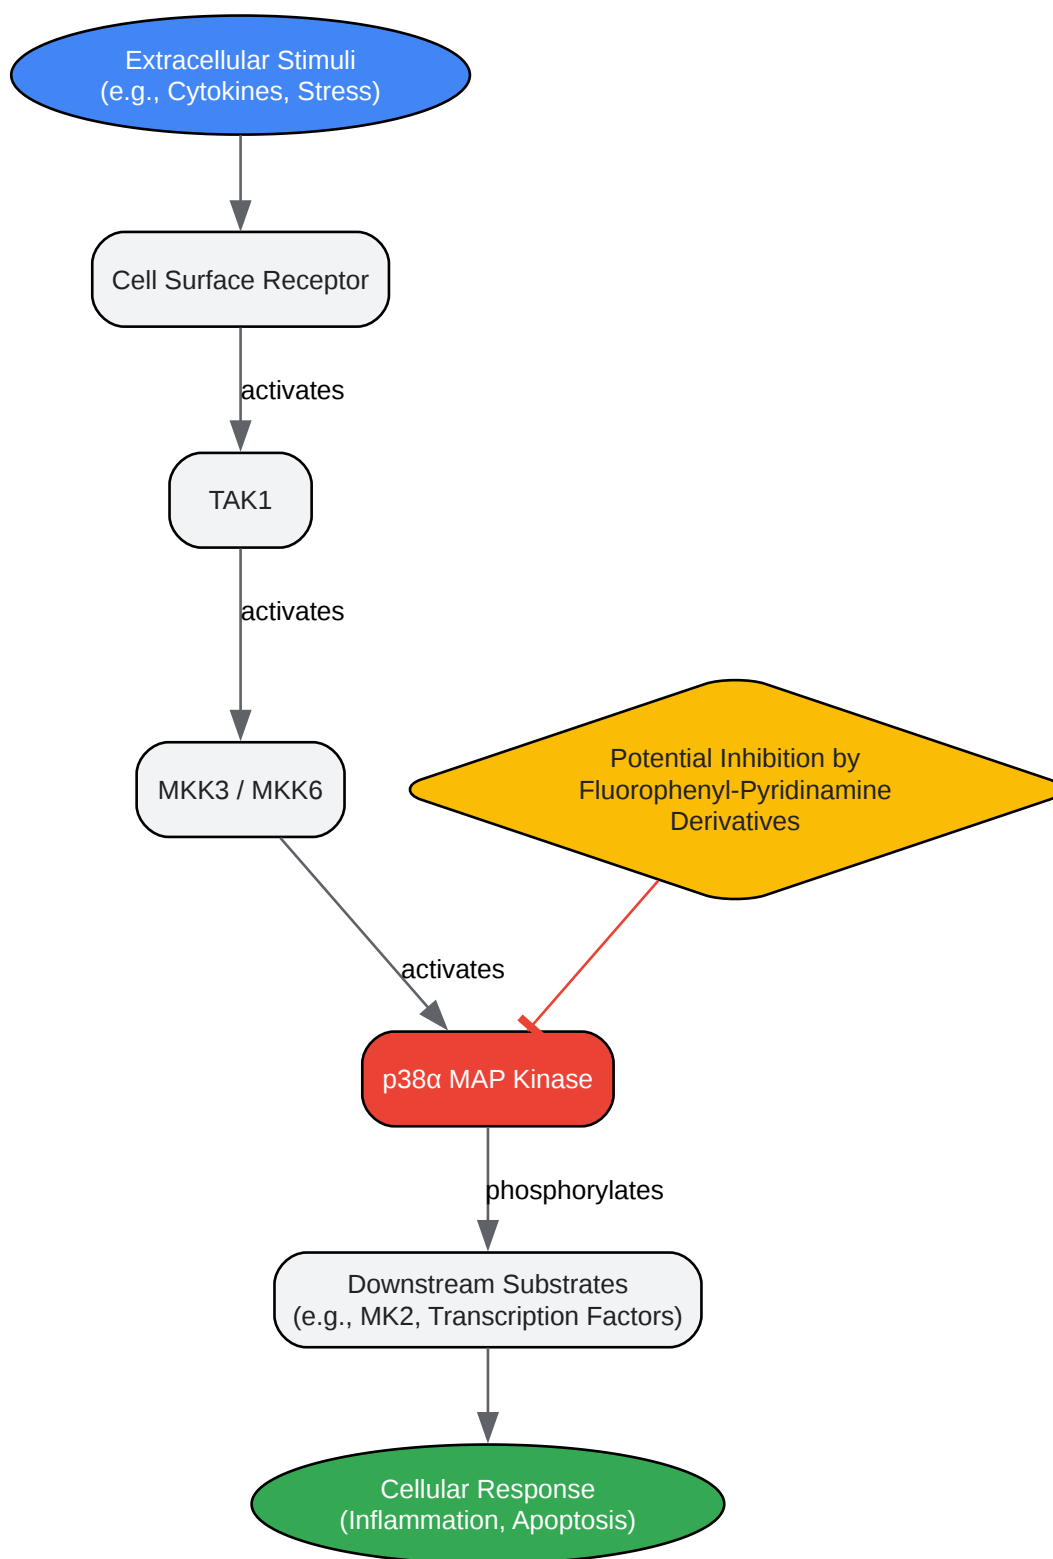 Extracellular Stimuli
(e.g., Cytokines, Stress)
Cell Surface Receptor
activates
TAK1
activates
MKK3 / MKK6
Potential Inhibition by
Fluorophenyl-Pyridinamine
Derivatives
activates
p38α MAP Kinase
phosphorylates
Downstream Substrates
(e.g., MK2, Transcription Factors)
Cellular Response
(Inflammation, Apoptosis)